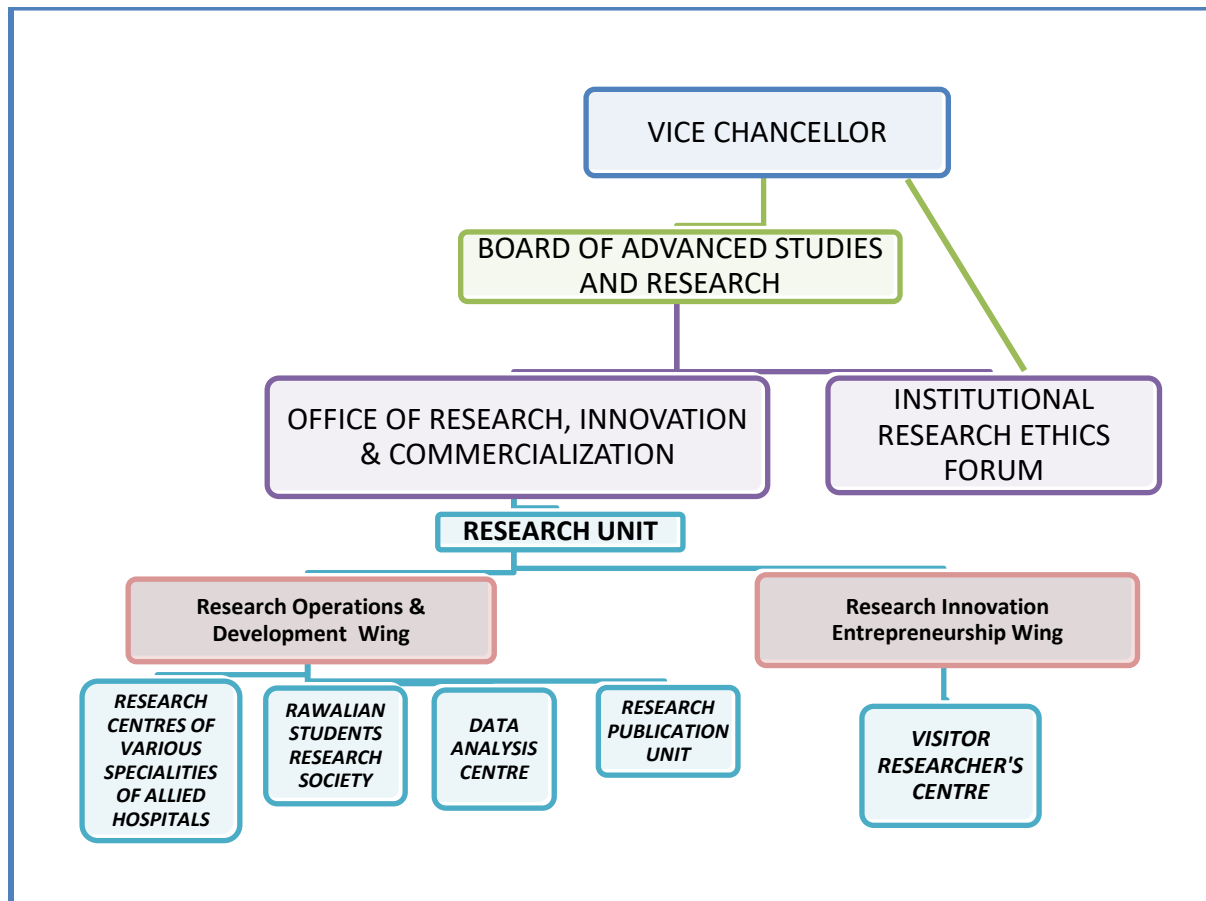 VICE CHANCELLOR
BOARD OF ADVANCED STUDIES
AND RESEARCH
OFFICE OF RESEARCH, INNOVATION
& COMMERCIALIZATION
INSTITUTIONAL
RESEARCH ETHICS
FORUM
RESEARCH UNIT
Research Operations &
Development Wing
Research Innovation
Entrepreneurship Wing
RESEARCH
CENTRES OF
VARIOUS
SPECIALITIES
OF ALLIED
HOSPITALS
RAWALIAN
STUDENTS
RESEARCH
SOCIETY
DATA
ANALYSIS
CENTRE
RESEARCH
PUBLICATION
UNIT
VISITOR
RESEARCHER'S
CENTRE